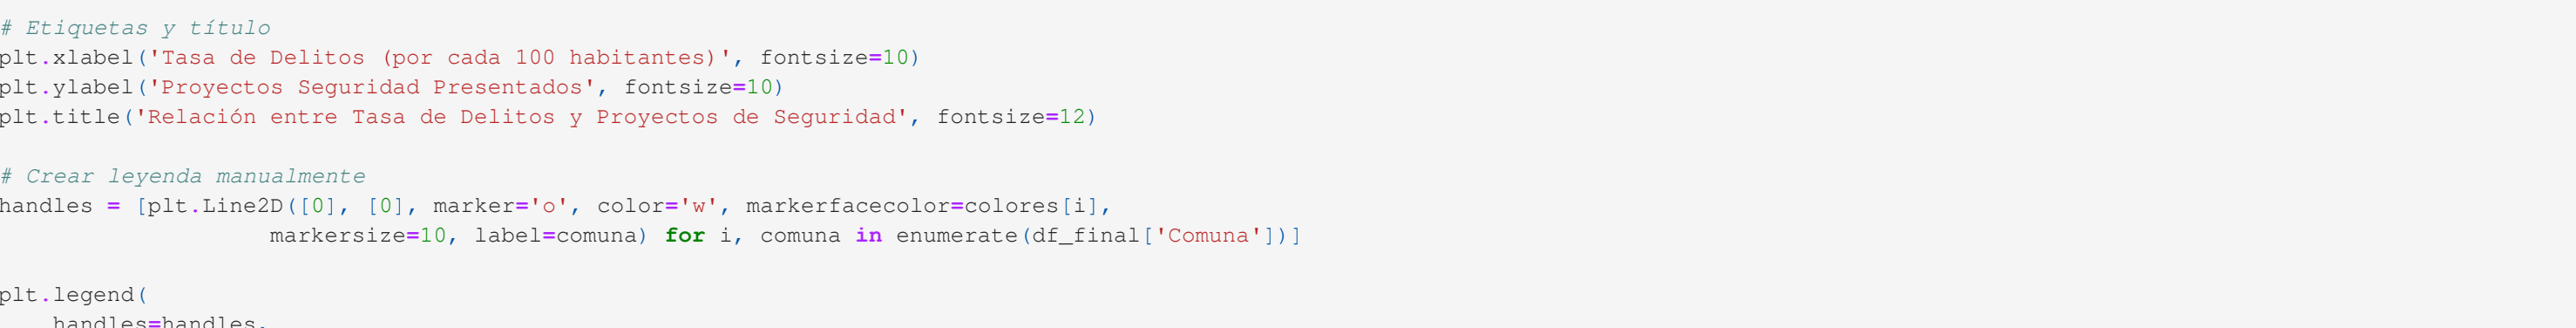 # Etiquetas y título
plt.xlabel('Tasa de Delitos (por cada 100 habitantes)', fontsize=10)
plt.ylabel('Proyectos Seguridad Presentados', fontsize=10)
plt.title('Relación entre Tasa de Delitos y Proyectos de Seguridad', fontsize=12)
# Crear leyenda manualmente
handles = [plt.Line2D([0], [0], marker='o', color='w', markerfacecolor=colores[i],
markersize=10, label=comuna) for i, comuna in enumerate(df_final['Comuna'])]
plt.legend(
handles=handles,